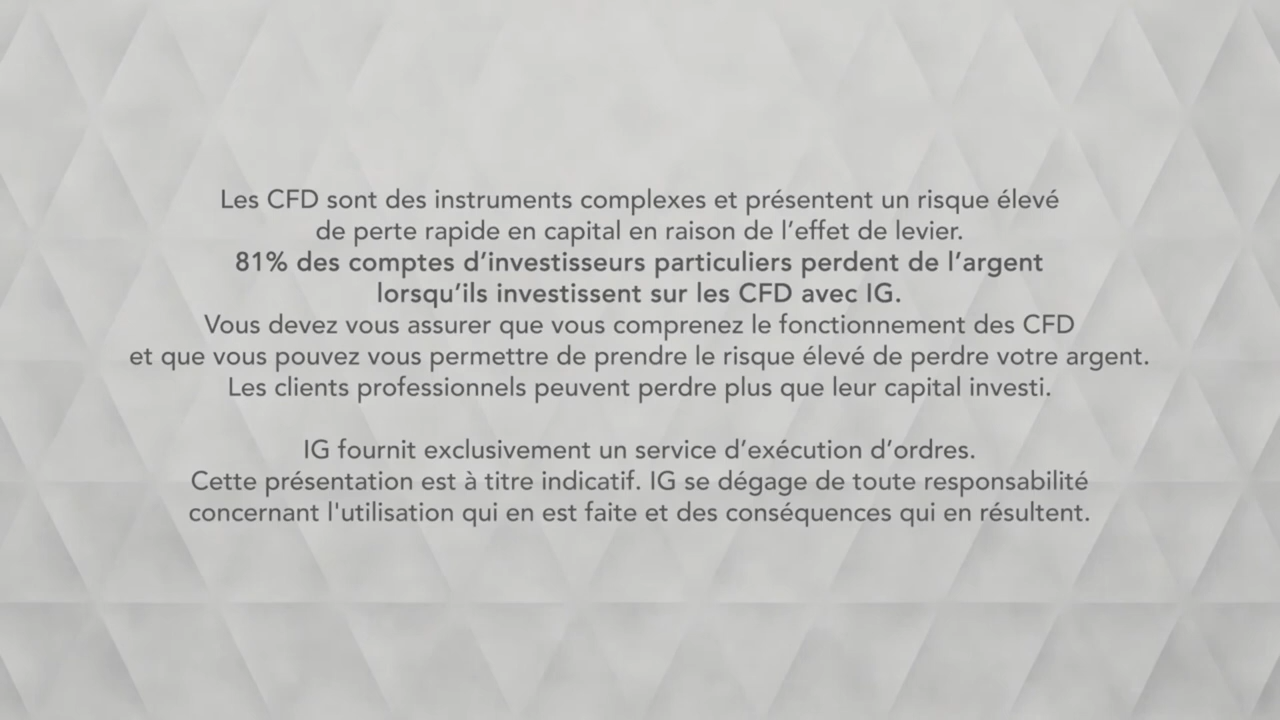 Les CFD sont des instruments complexes et présentent un risque élevé
de perte rapide en capital en raison de l’effet de levier.
81% des comptes d’investisseurs particuliers perdent de l’argent
lorsqu’ils investissent sur les CFD avec IG.
Vous devez vous assurer que vous comprenez le fonctionnement des CFD
et que vous pouvez vous permettre de prendre le risque élevé de perdre votre argent.
Les clients professionnels peuvent perdre plus que leur capital investi.
IG fournit exclusivement un service d’exécution d’ordres.
Cette présentation est à titre indicatif. IG se dégage de toute responsabilité
concernant l'utilisation qui en est faite et des conséquences qui en résultent.